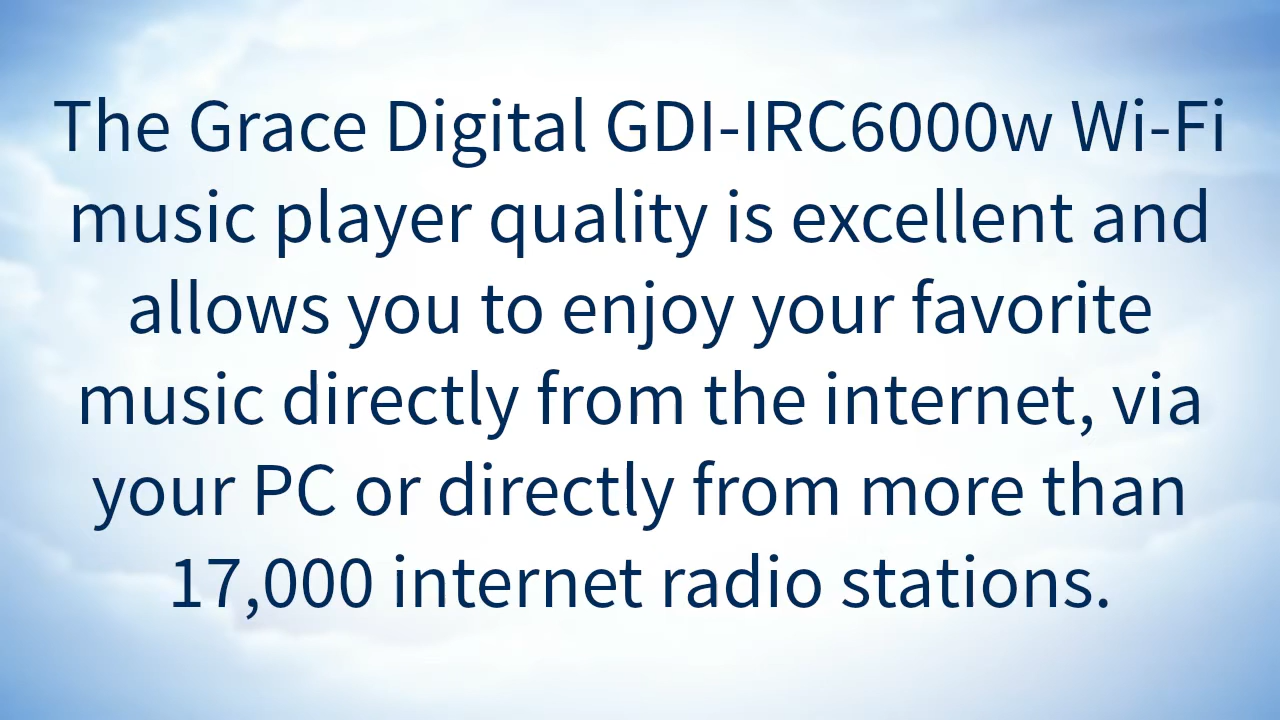 The Grace Digital GDI-IRC6000w Wi-Fi
music player quality is excellent and
allows you to enjoy your favorite
music directly from the internet, via
your PC or directly from more than
17,000 internet radio stations.